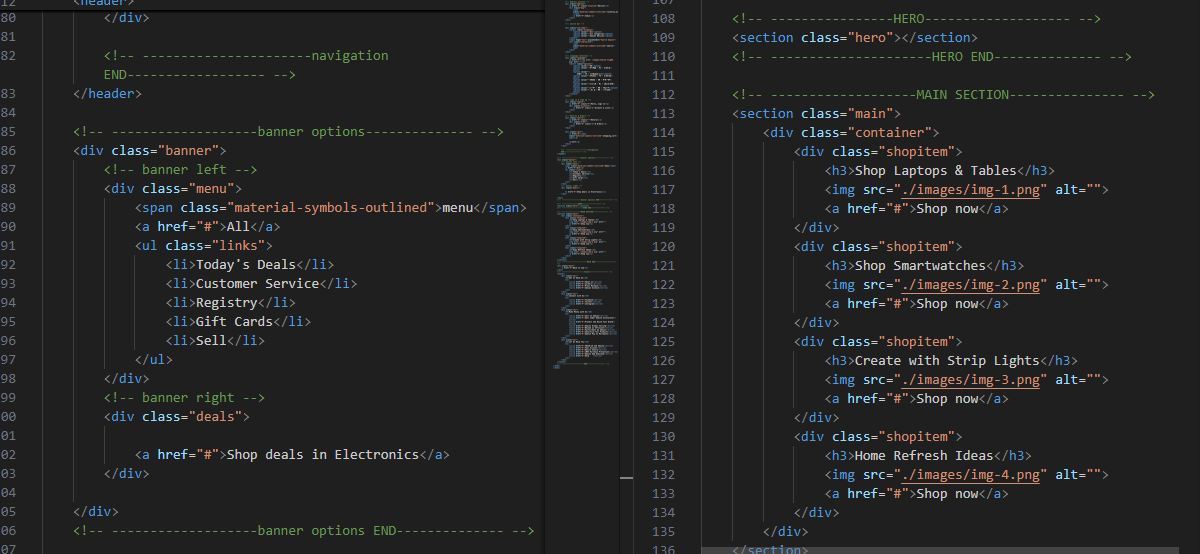 12 <header>
80 </div>
81
82 <!-- ----------------------navigation
END------------------ -->
83 </header>
84
85 <!-- -------------------banner options-------------- -->
86 <div class="banner">
87 <!-- banner left -->
88 <div class="menu">
89 <span class="material-symbols-outlined">menu</span>
90 <a href="#">All</a>
91 <ul class="links">
92 <li>Today's Deals</li>
93 <li>Customer Service</li>
94 <li>Registry</li>
95 <li>Gift Cards</li>
96 <li>Sell</li>
97 </ul>
98 </div>
99 <!-- banner right -->
00 <div class="deals">
01
02 <a href="#">Shop deals in Electronics</a>
03 </div>
04
05 </div>
06 <!-- -------------------banner options END-------------- -->
07
107
108 <!-- ----------------HERO------------------- -->
109 <section class="hero"></section>
110 <!-- ---------------------HERO END-------------- -->
111
112 <!-- -------------------MAIN SECTION--------------- -->
113 <section class="main">
114 <div class="container">
115 <div class="shopitem">
116 <h3>Shop Laptops & Tables</h3>
117 <img src="./images/img-1.png" alt="">
118 <a href="#">Shop now</a>
119 </div>
120 <div class="shopitem">
121 <h3>Shop Smartwatches</h3>
122 <img src="./images/img-2.png" alt="">
123 <a href="#">Shop now</a>
124 </div>
125 <div class="shopitem">
126 <h3>Create with Strip Lights</h3>
127 <img src="./images/img-3.png" alt="">
128 <a href="#">Shop now</a>
129 </div>
130 <div class="shopitem">
131 <h3>Home Refresh Ideas</h3>
132 <img src="./images/img-4.png" alt="">
133 <a href="#">Shop now</a>
134 </div>
135 </div>
136 </section>